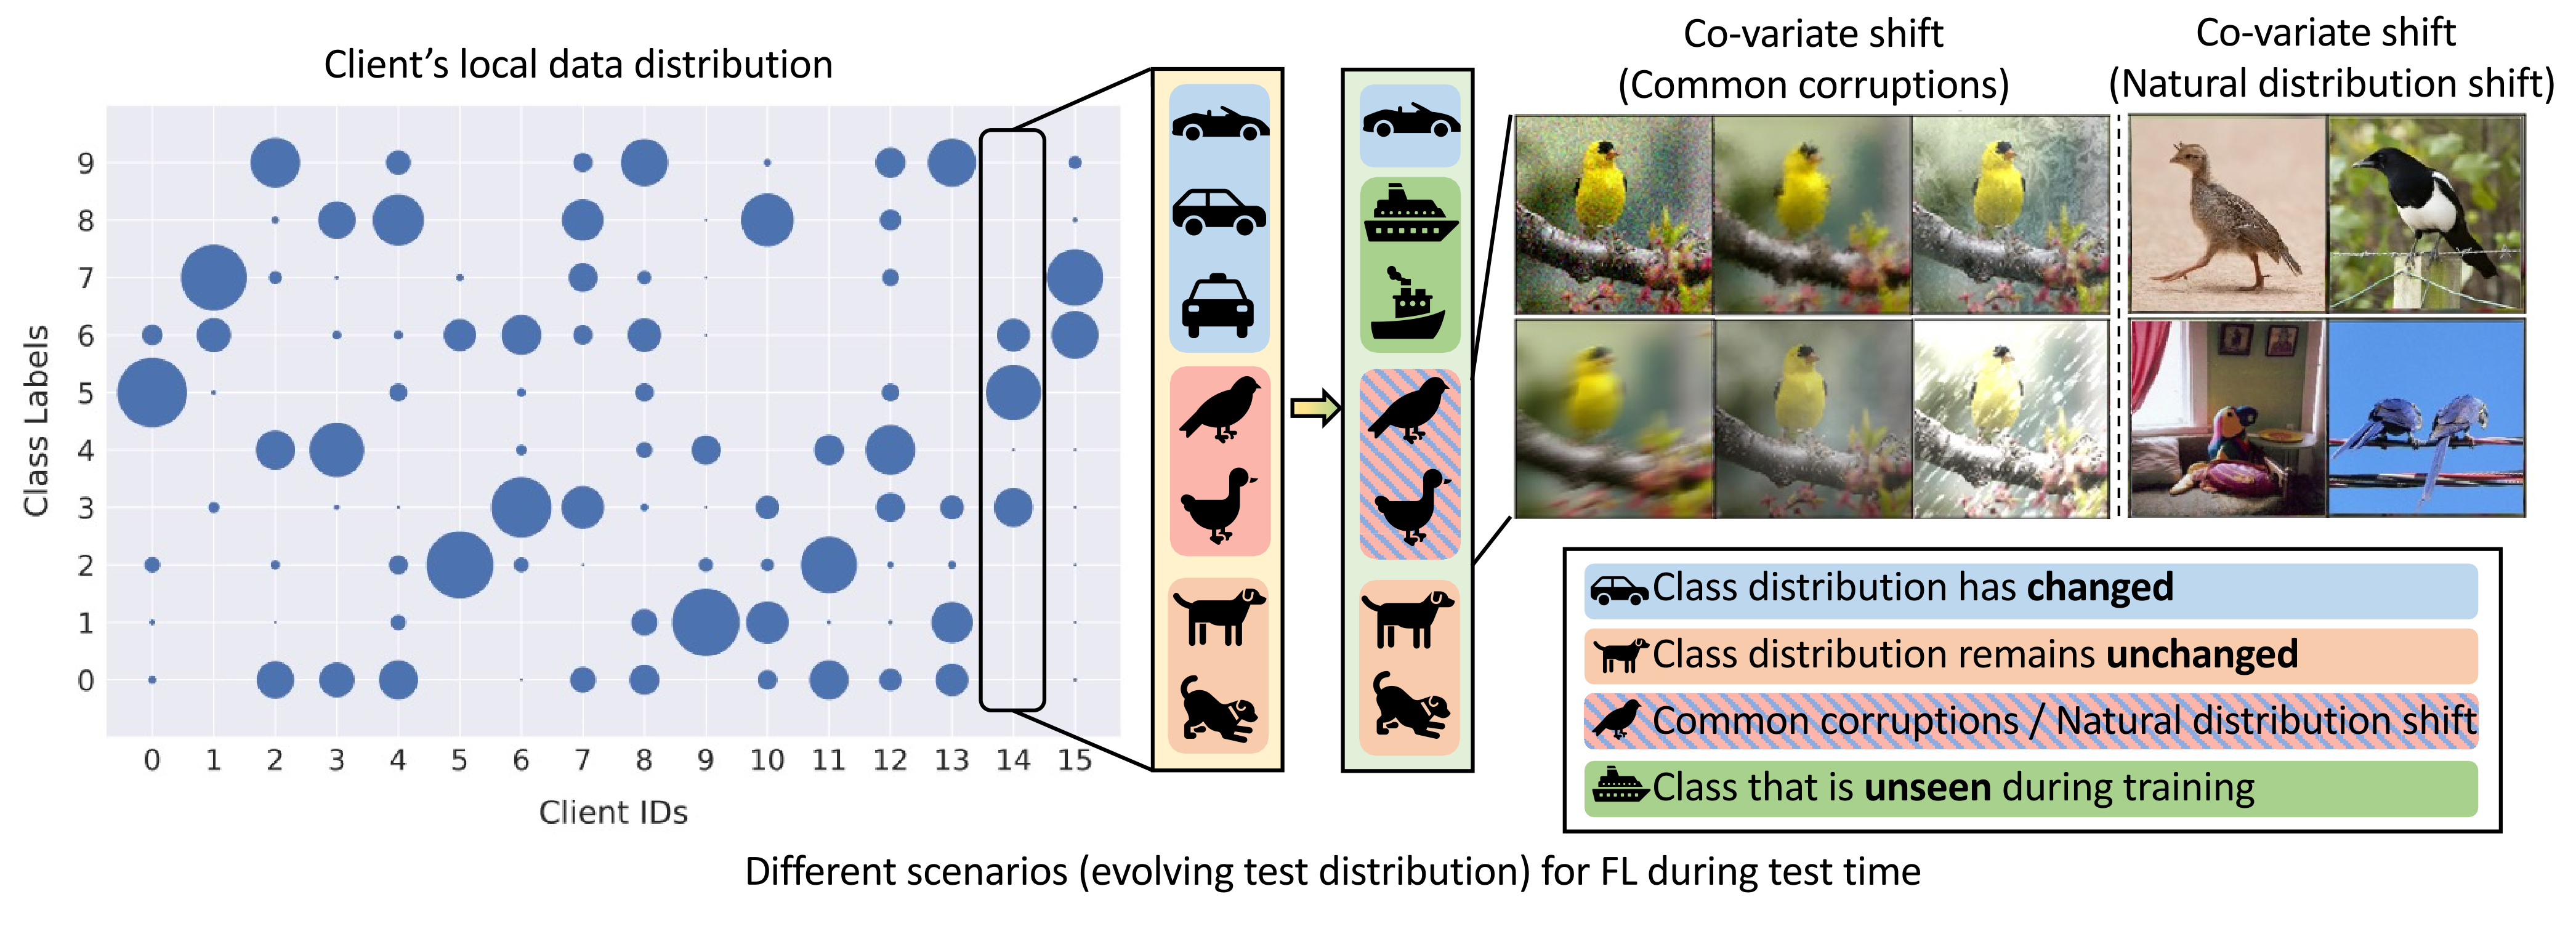 Client's local data distribution
Co-variate shift
(Common corruptions)
Co-variate shift
(Natural distribution shift)
Class Labels
9
8
7
6
5
4
3
2
1
0
0 1 2 3 4 5 6 7 8 9 10 11 12 13 14 15
Client IDs
Class distribution has changed
Class distribution remains unchanged
Common corruptions / Natural distribution shift
Class that is unseen during training
Different scenarios (evolving test distribution) for FL during test time